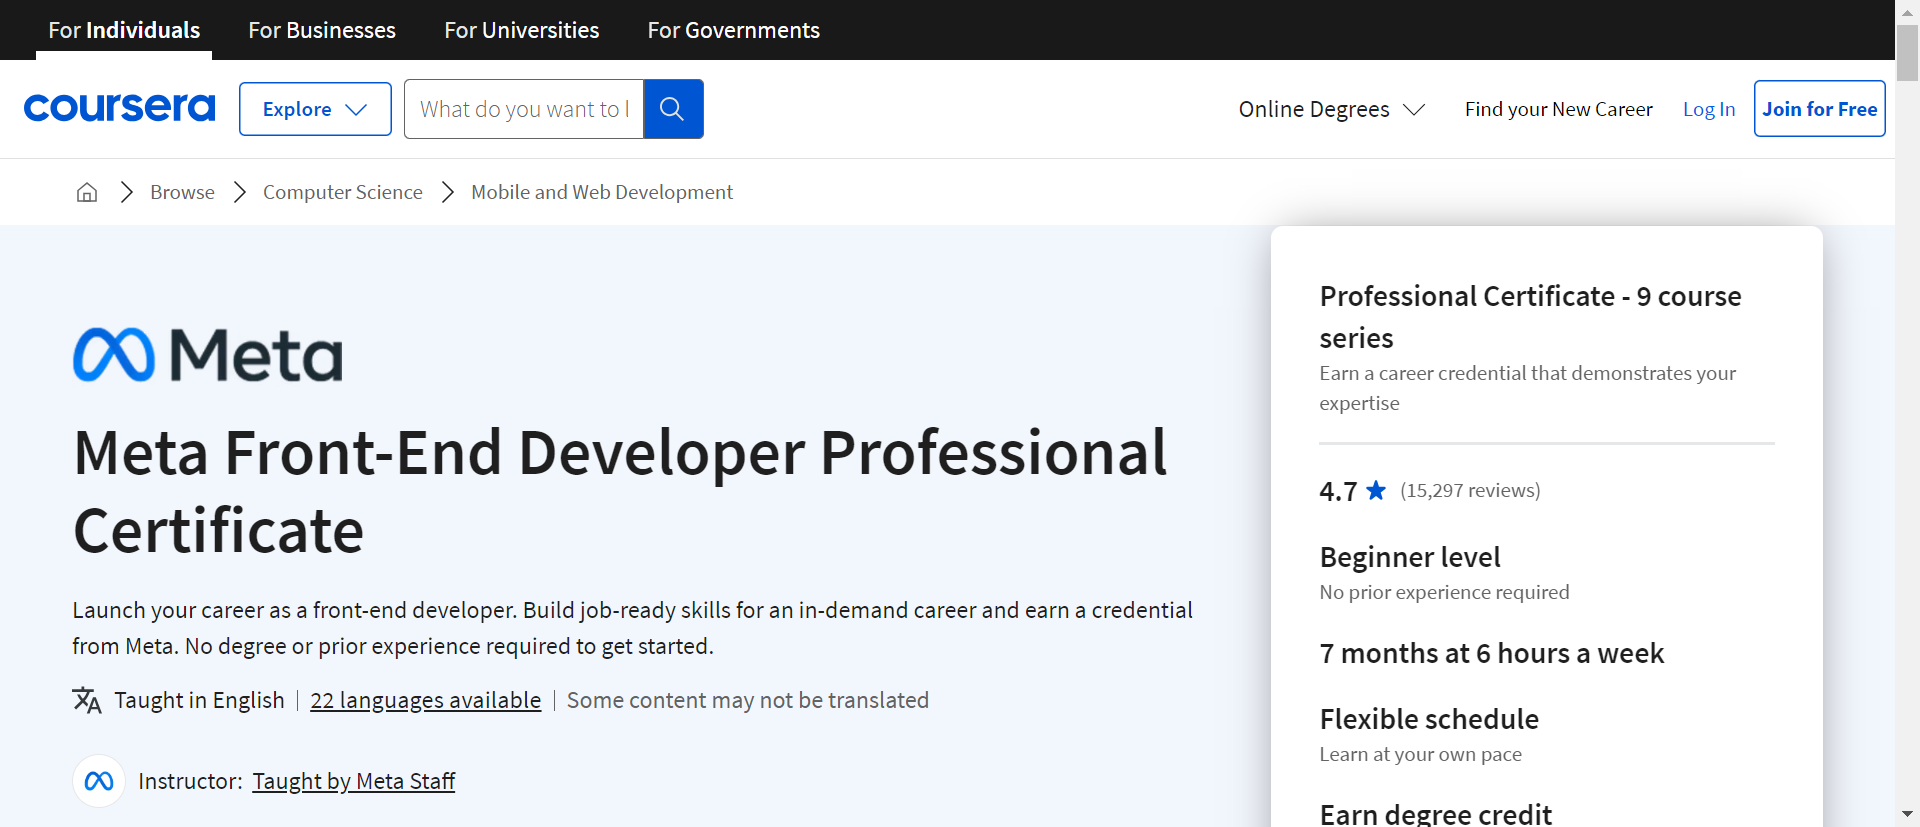 For Individuals
For Businesses
For Universities
For Governments
coursera
Explore
What do you want to l
Online Degrees
Find your New Career
Log In
Join for Free
Browse
Computer Science
Mobile and Web Development
Meta
Meta Front-End Developer Professional
Certificate
Launch your career as a front-end developer. Build job-ready skills for an in-demand career and earn a credential
from Meta. No degree or prior experience required to get started.
Taught in English
22 languages available
Some content may not be translated
Instructor: Taught by Meta Staff
Professional Certificate - 9 course
series
Earn a career credential that demonstrates your
expertise
4.7 (15,297 reviews)
Beginner level
No prior experience required
7 months at 6 hours a week
Flexible schedule
Learn at your own pace
Earn degree credit